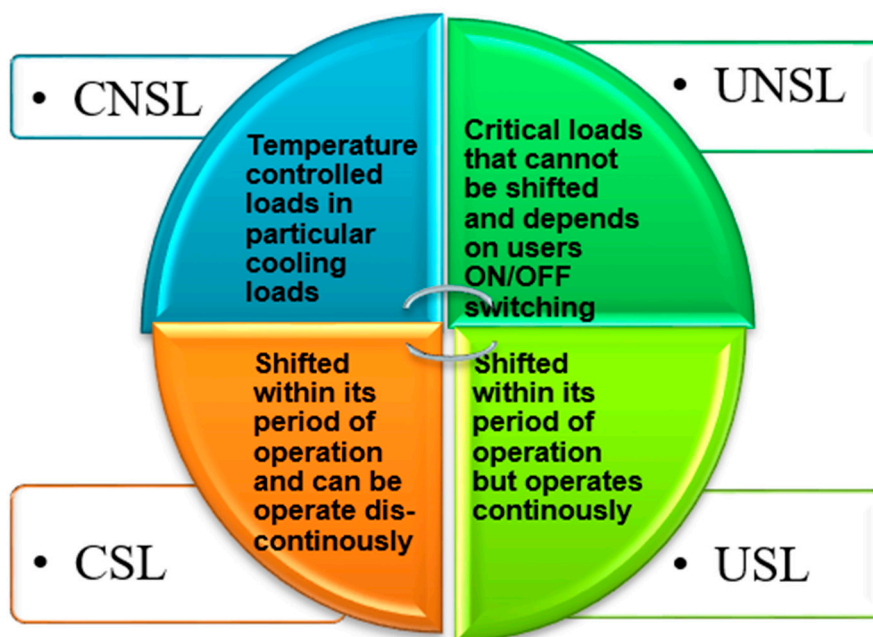 • CNSL
• UNSL
Temperature
controlled
loads in
particular
cooling
loads
Critical loads
that cannot
be shifted
and depends
on users
ON/OFF
switching
Shifted
within its
period of
operation
and can be
operate dis-
continously
Shifted
within its
period of
operation
but operates
continously
• CSL
• USL